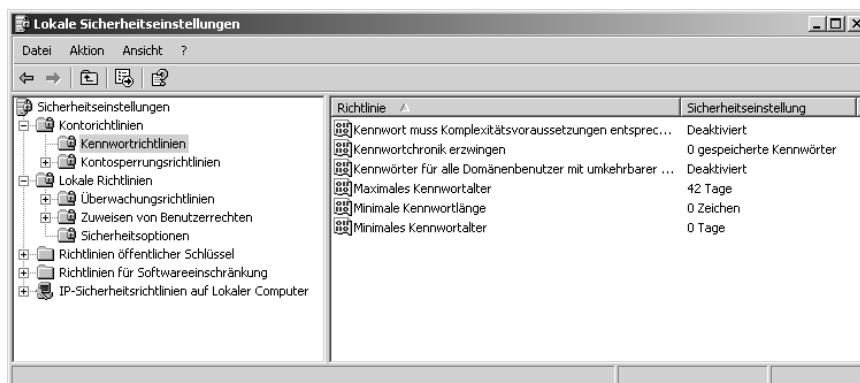 Lokale Sicherheitseinstellungen
Datei Aktion Ansicht ?
Sicherheitseinstellungen
Kontorichtlinien
Kennwortrichtlinien
Kontosperrungsrichtlinien
Lokale Richtlinien
Überwachungsrichtlinien
Zuweisen von Benutzerrechten
Sicherheitsoptionen
Richtlinien öffentlicher Schlüssel
Richtlinien für Softwareeinschränkung
IP-Sicherheitsrichtlinien auf Lokaler Computer
Richtlinie Sicherheitseinstellung
Kennwort muss Komplexitätsvoraussetzungen entsprec... Deaktiviert
Kennwortchronik erzwingen 0 gespeicherte Kennwörter
Kennwörter für alle Domänenbenutzer mit umkehrbarer ... Deaktiviert
Maximales Kennwortalter 42 Tage
Minimale Kennwortlänge 0 Zeichen
Minimales Kennwortalter 0 Tage